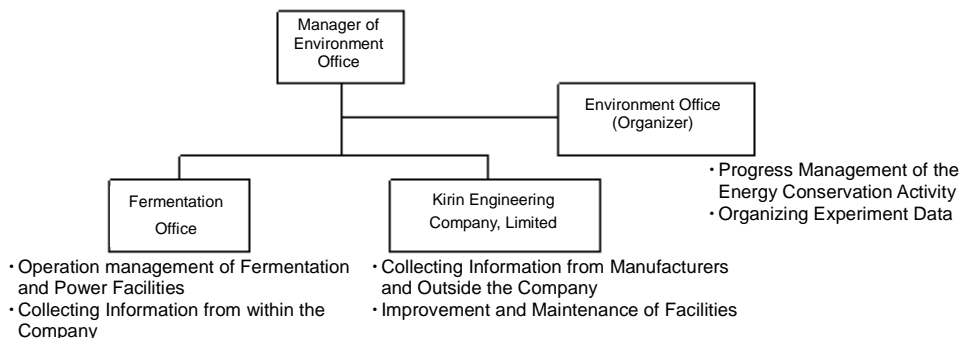 Manager of
Environment
Office
Environment Office
(Organizer)
・Progress Management of the
Energy Conservation Activity
・Organizing Experiment Data
Fermentation
Office
Kirin Engineering
Company, Limited
・Operation management of Fermentation
and Power Facilities
・Collecting Information from within the
Company
・Collecting Information from Manufacturers
and Outside the Company
・Improvement and Maintenance of Facilities